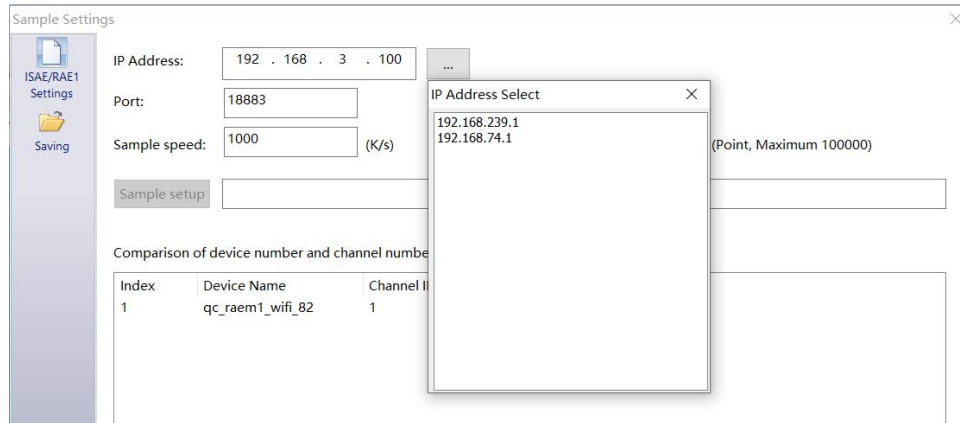 Sample Settings
ISAE/RAE1
Settings
Saving
IP Address:
192 . 168 . 3 . 100
...
Port:
18883
Sample speed:
1000
(K/s)
(Point, Maximum 100000)
Sample setup
Comparison of device number and channel
Index Device Name Channel
1 qc_raem1_wifi_82 1
IP Address Select
192.168.239.1
192.168.74.1